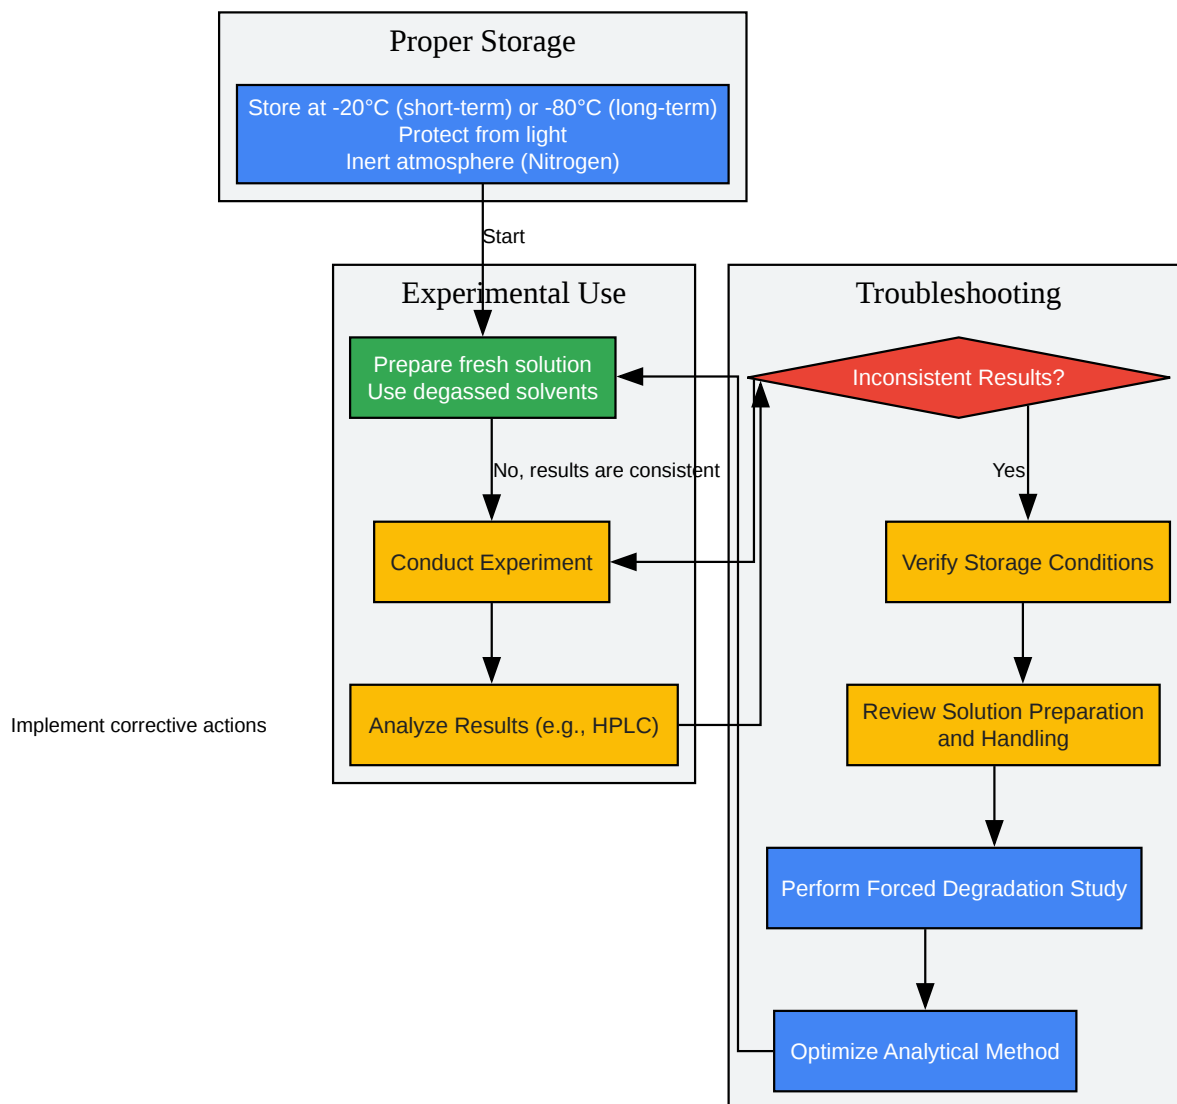 Proper Storage
Store at -20°C (short-term) or -80°C (long-term)
Protect from light
Inert atmosphere (Nitrogen)
Start
Experimental Use
Prepare fresh solution
Use degassed solvents
No, results are consistent
Conduct Experiment
Analyze Results (e.g., HPLC)
Implement corrective actions
Troubleshooting
Inconsistent Results?
Yes
Verify Storage Conditions
Review Solution Preparation
and Handling
Perform Forced Degradation Study
Optimize Analytical Method